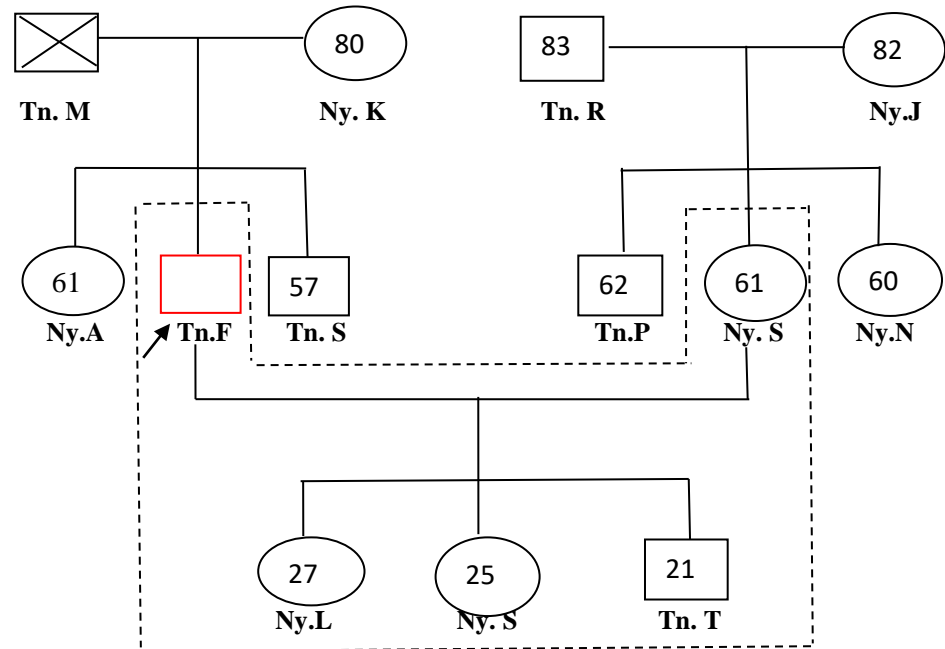 80 83 82
Tn. M Ny. K Tn. R Ny.J
61 57 62 61 60
Ny.A Tn.F Tn. S Tn.P Ny. S Ny.N
27 25 21
Ny.L Ny. S Tn. T